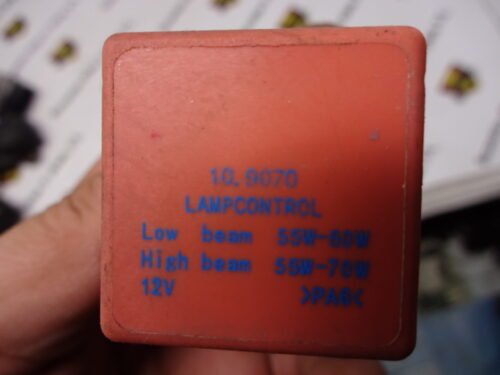 10.9070
LAMPCONTROL
Low beam 55W-60W
High beam 55W-70W
12V >PA6<